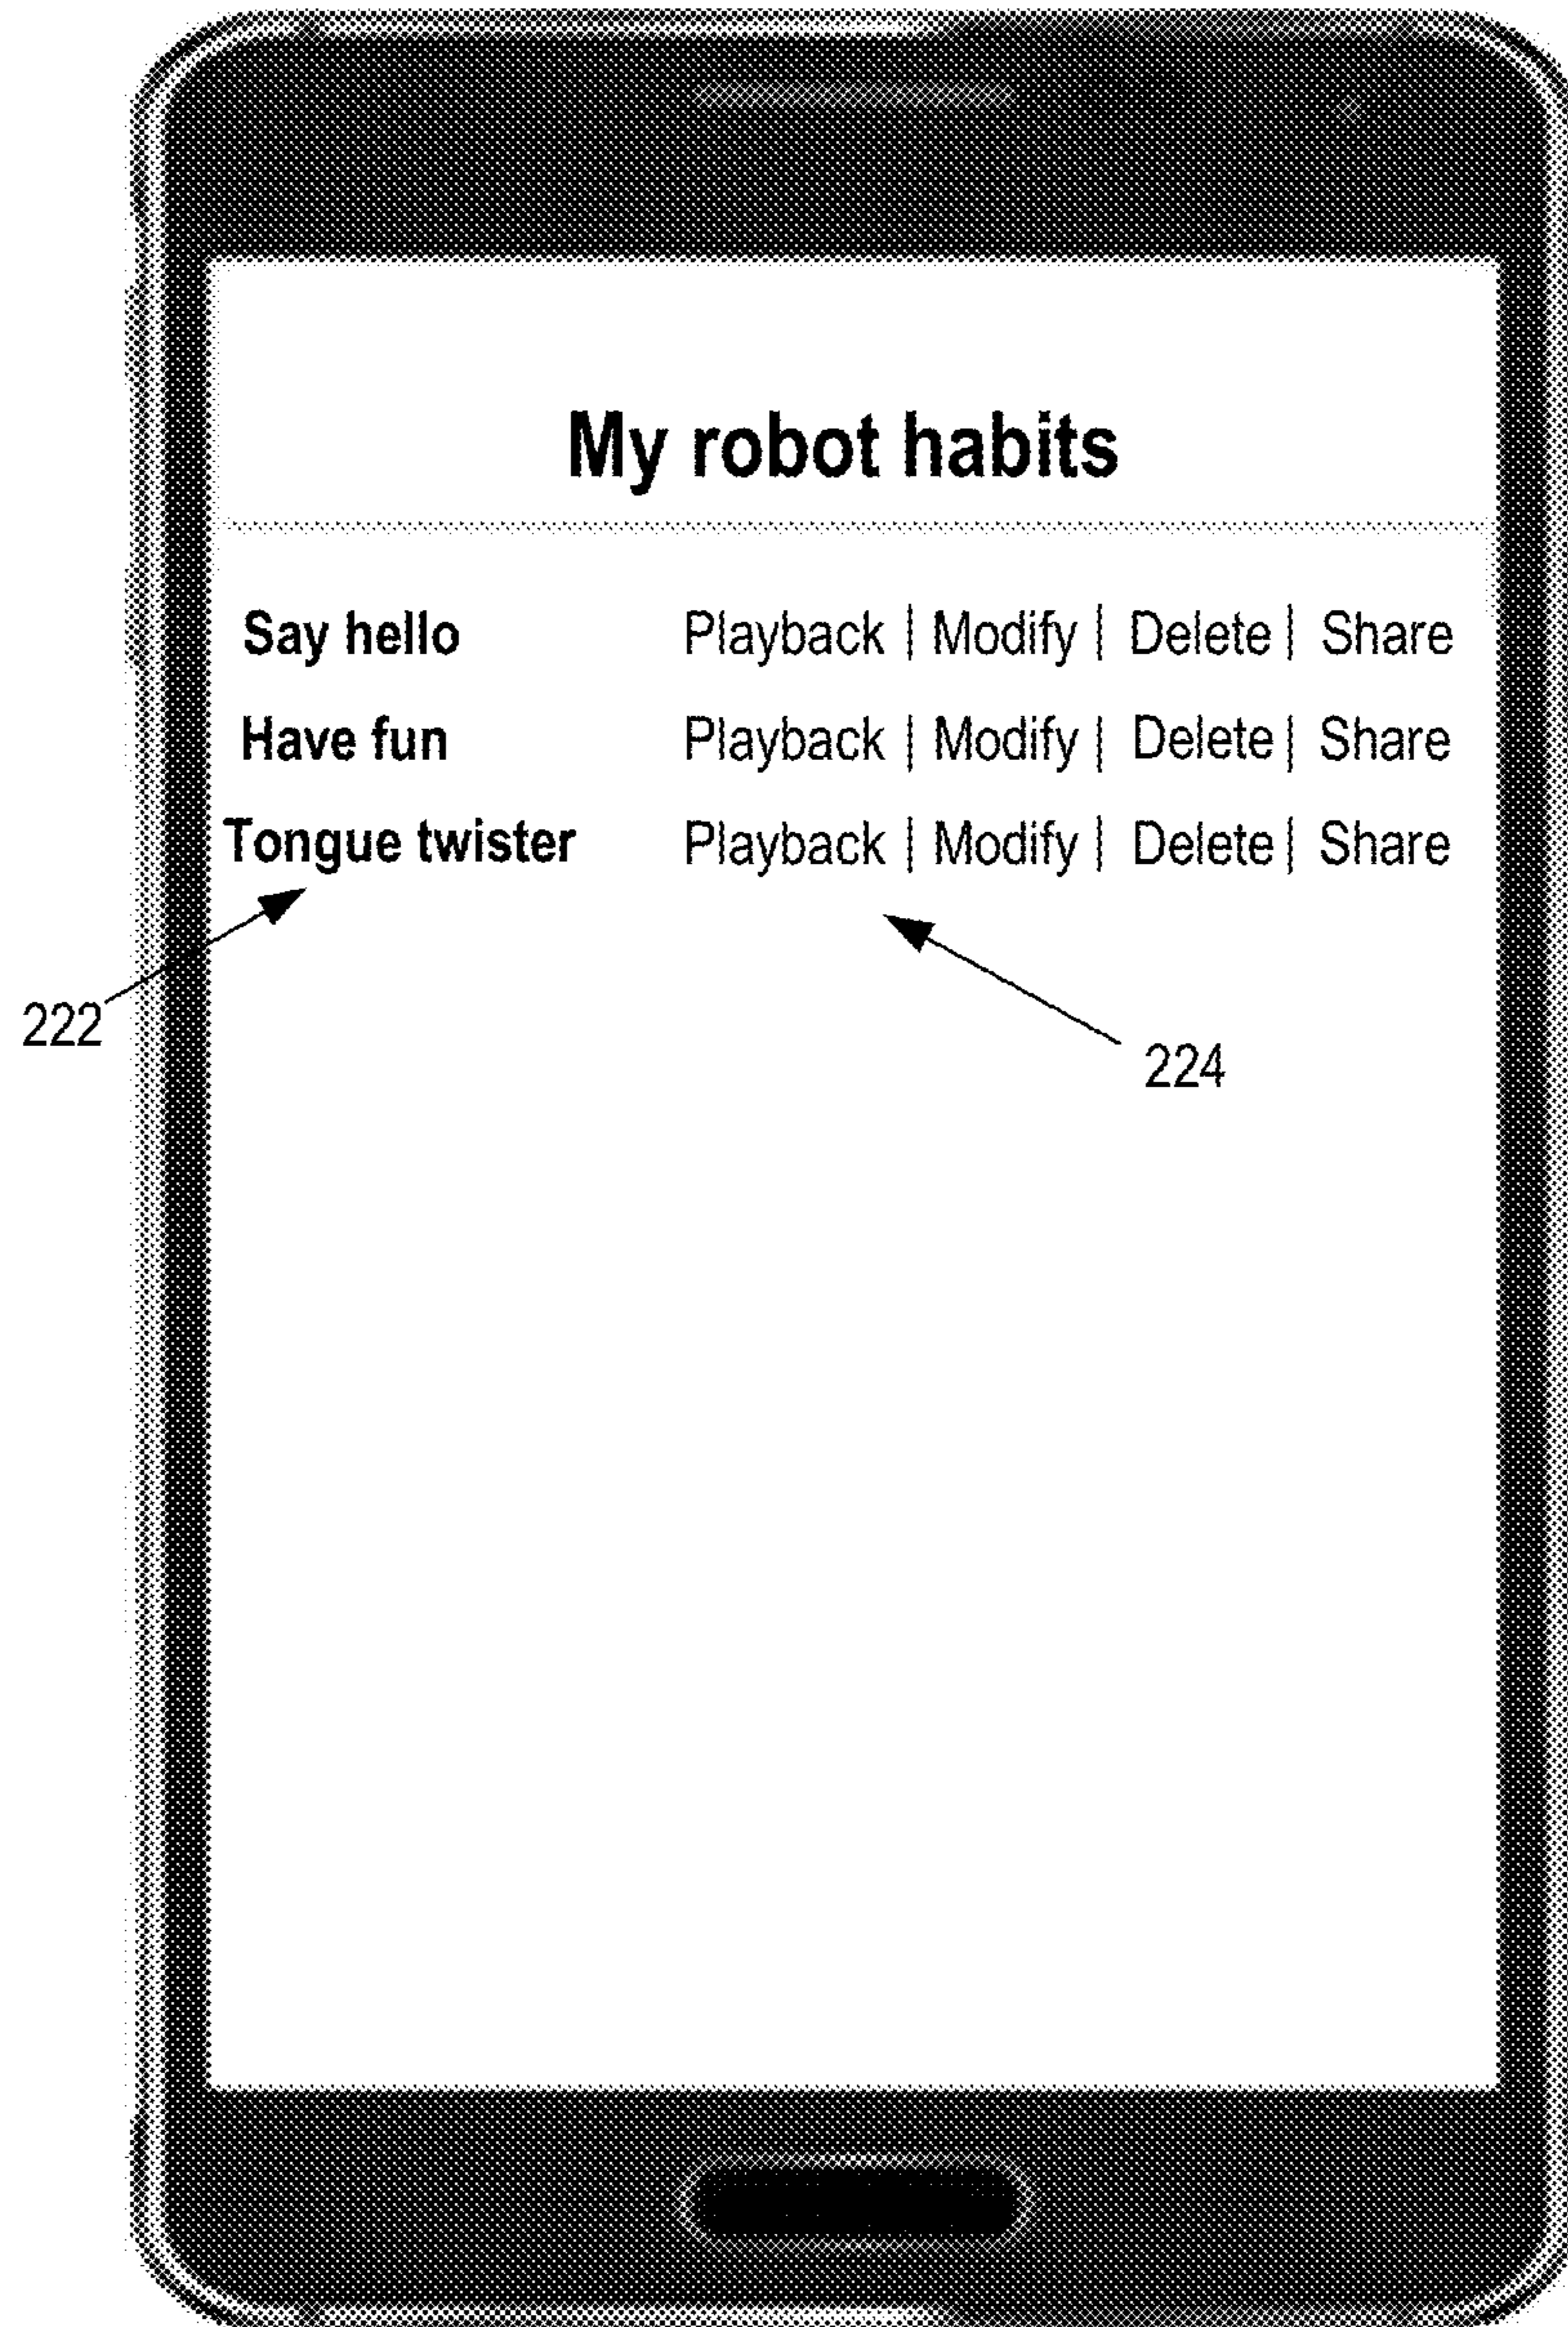 My robot habits
Say hello Playback | Modify | Delete | Share
Have fun Playback | Modify | Delete | Share
Tongue twister Playback | Modify | Delete | Share
222
224